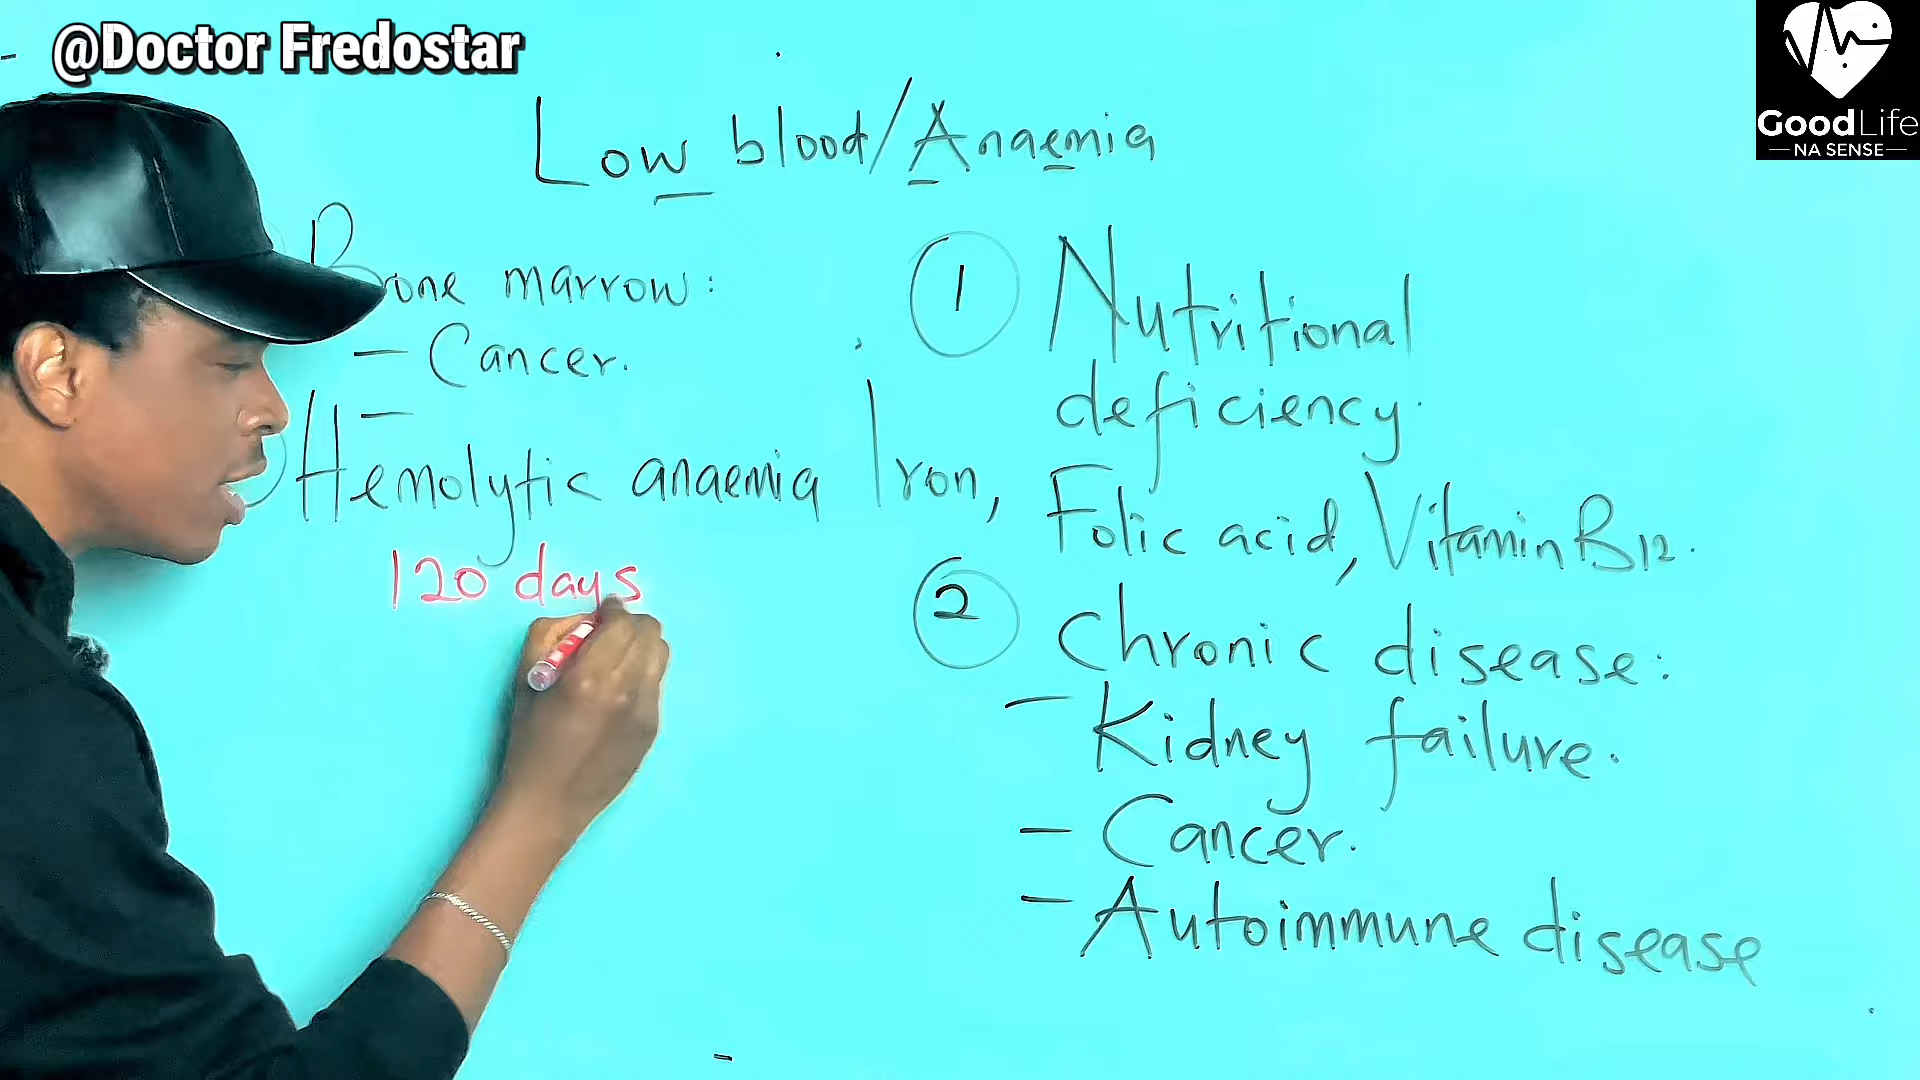 @Doctor Fredostar
GoodLife
— NA SENSE —
Low blood/Anaemia
Bone marrow:
- Cancer.
-
Hemolytic anaemia
120 days
1 Nutritional
deficiency.
Iron, Folic acid, Vitamin B12.
2 Chronic disease:
- Kidney failure.
- Cancer.
- Autoimmune disease